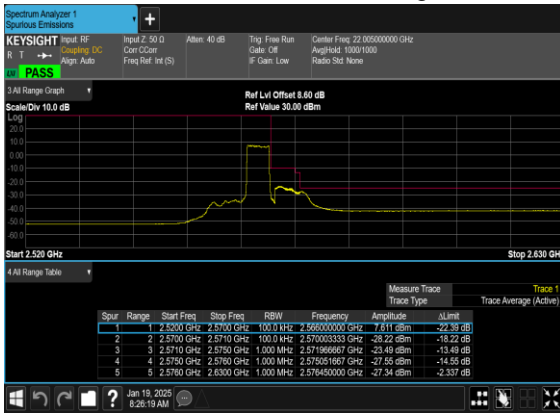 Spectrum Analyzer 1
Spurious Emissions
KEYSIGHT Input: RF Input Z: 50 Ω Atten: 40 dB Trig: Free Run Center Freq: 22.005000000 GHz
R T Coupling: DC Corr CCorr Gate: Off Avg|Hold: 1000/1000
Align: Auto Freq Ref: Int (S) IF Gain: Low Radio Std: None
PASS
3 All Range Graph
Ref Lvl Offset 8.60 dB
Scale/Div 10.0 dB Ref Value 30.00 dBm
Log
20.0
10.0
0.00
-10.0
-20.0
-30.0
-40.0
-50.0
-60.0
Start 2.520 GHz Stop 2.630 GH
4 All Range Table
Measure Trace Trace 1
Trace Type Trace Average (Active)
Spur Range Start Freq Stop Freq RBW Frequency Amplitude ΔLimit
1 1 2.5200 GHz 2.5700 GHz 100.0 kHz 2.566000000 GHz 7.611 dBm -22.39 dB
2 2 2.5700 GHz 2.5710 GHz 100.0 kHz 2.570003333 GHz -28.22 dBm -18.22 dB
3 3 2.5710 GHz 2.5750 GHz 1.000 MHz 2.571966667 GHz -23.49 dBm -13.49 dB
4 4 2.5750 GHz 2.5760 GHz 1.000 MHz 2.575051667 GHz -27.55 dBm -14.55 dB
5 5 2.5760 GHz 2.6300 GHz 1.000 MHz 2.576450000 GHz -27.34 dBm -2.337 dB
Jan 19, 2025
8:26:19 AM